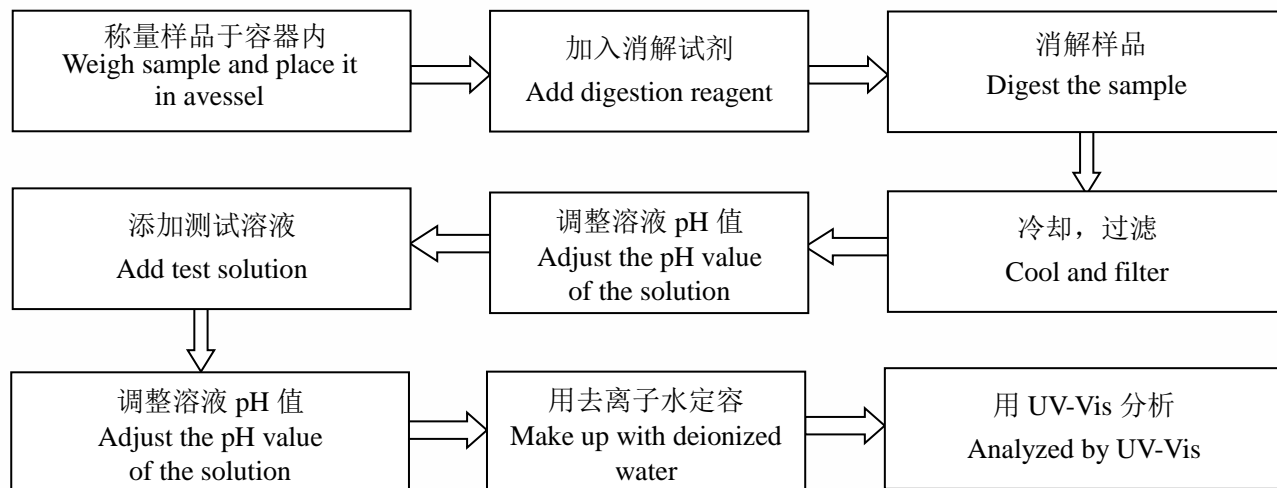 称量样品于容器内
Weigh sample and place it
in avessel
加入消解试剂
Add digestion reagent
消解样品
Digest the sample
冷却，过滤
Cool and filter
调整溶液 pH 值
Adjust the pH value
of the solution
添加测试溶液
Add test solution
调整溶液 pH 值
Adjust the pH value
of the solution
用去离子水定容
Make up with deionized
water
用 UV-Vis 分析
Analyzed by UV-Vis